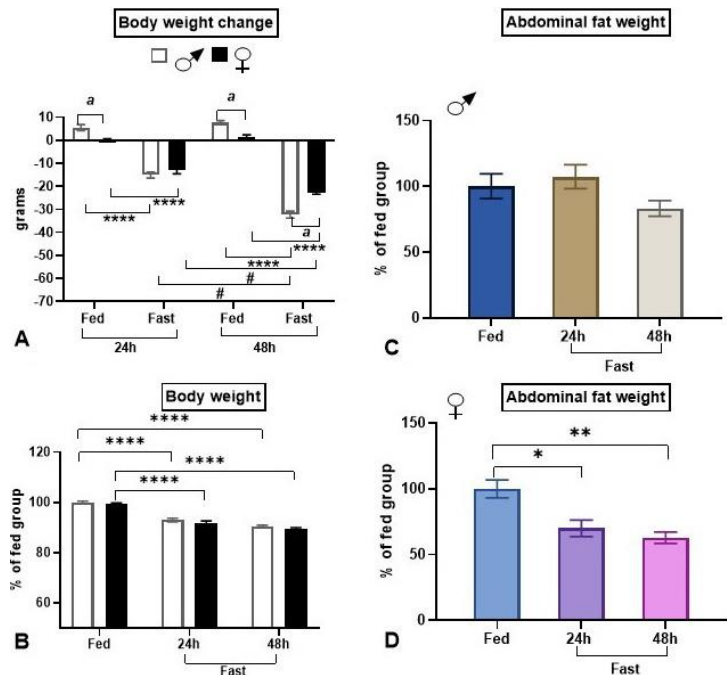 Body weight change
a
a
10
0
-10
-20
-30
-40
-50
-60
-70
grams
****
****
a
****
****
#
#
Fed
Fast
Fed
Fast
24h
48h
A
Body weight
****
****
****
****
120
100
80
60
% of fed group
Fed
24h
48h
Fast
B
Abdominal fat weight
150
100
50
0
% of fed group
Fed
24h
48h
Fast
C
Abdominal fat weight
**
*
150
100
50
0
% of fed group
Fed
24h
48h
Fast
D